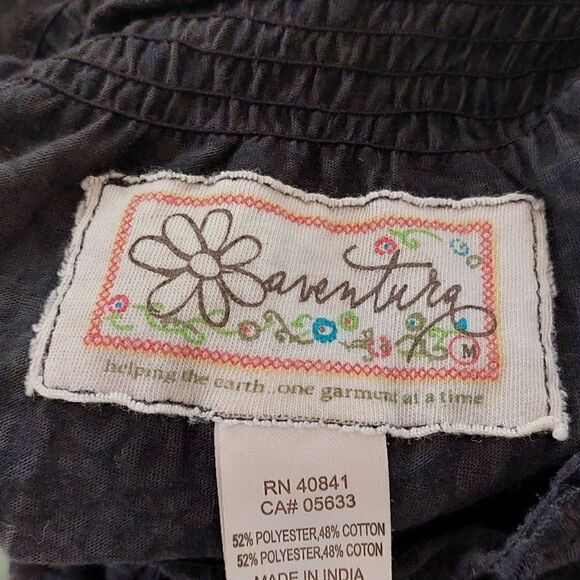 aventura
M
helping the earth..one garment at a time
RN 40841
CA# 05633
52% POLYESTER,48% COTTON
52% POLYESTER,48% COTON
MADE IN INDIA